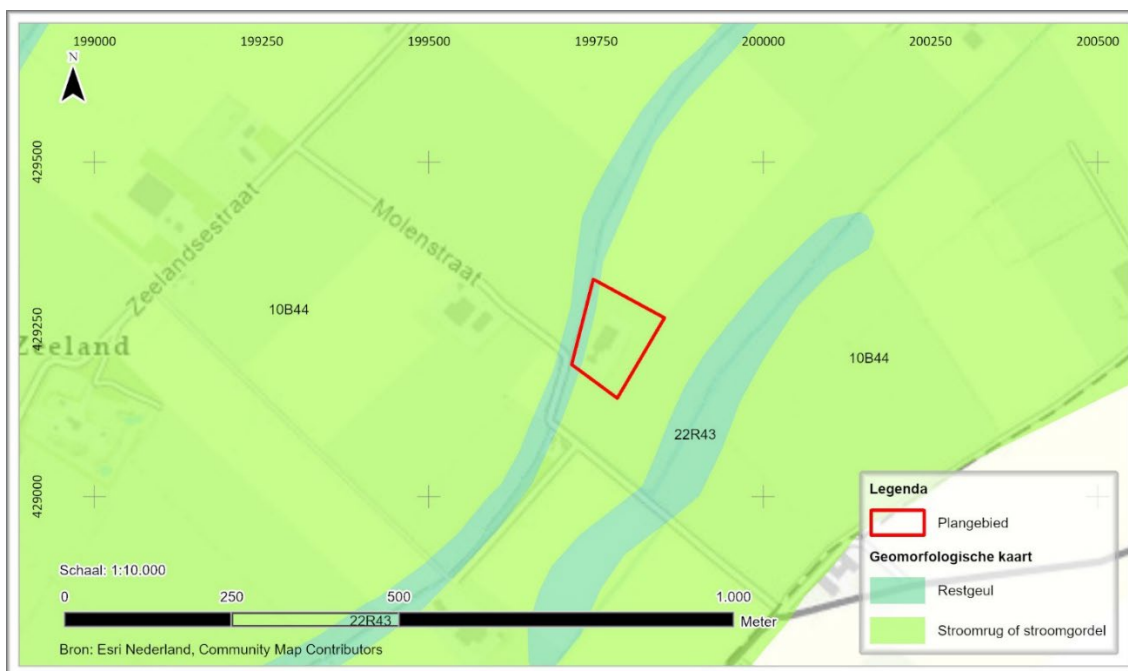 199000 199250 199500 199750 200000 200250 200500
N
429500
Zeelandsestraat
Molenstraat
10B44
429250
Zeeland
10B44
22R43
429000
Legenda
Plangebied
Geomorfologische kaart
Restgeul
Stroomrug of stroomgordel
Schaal: 1:10.000
0 250 500 1.000
Meter
22R43
Bron: Esri Nederland, Community Map Contributors